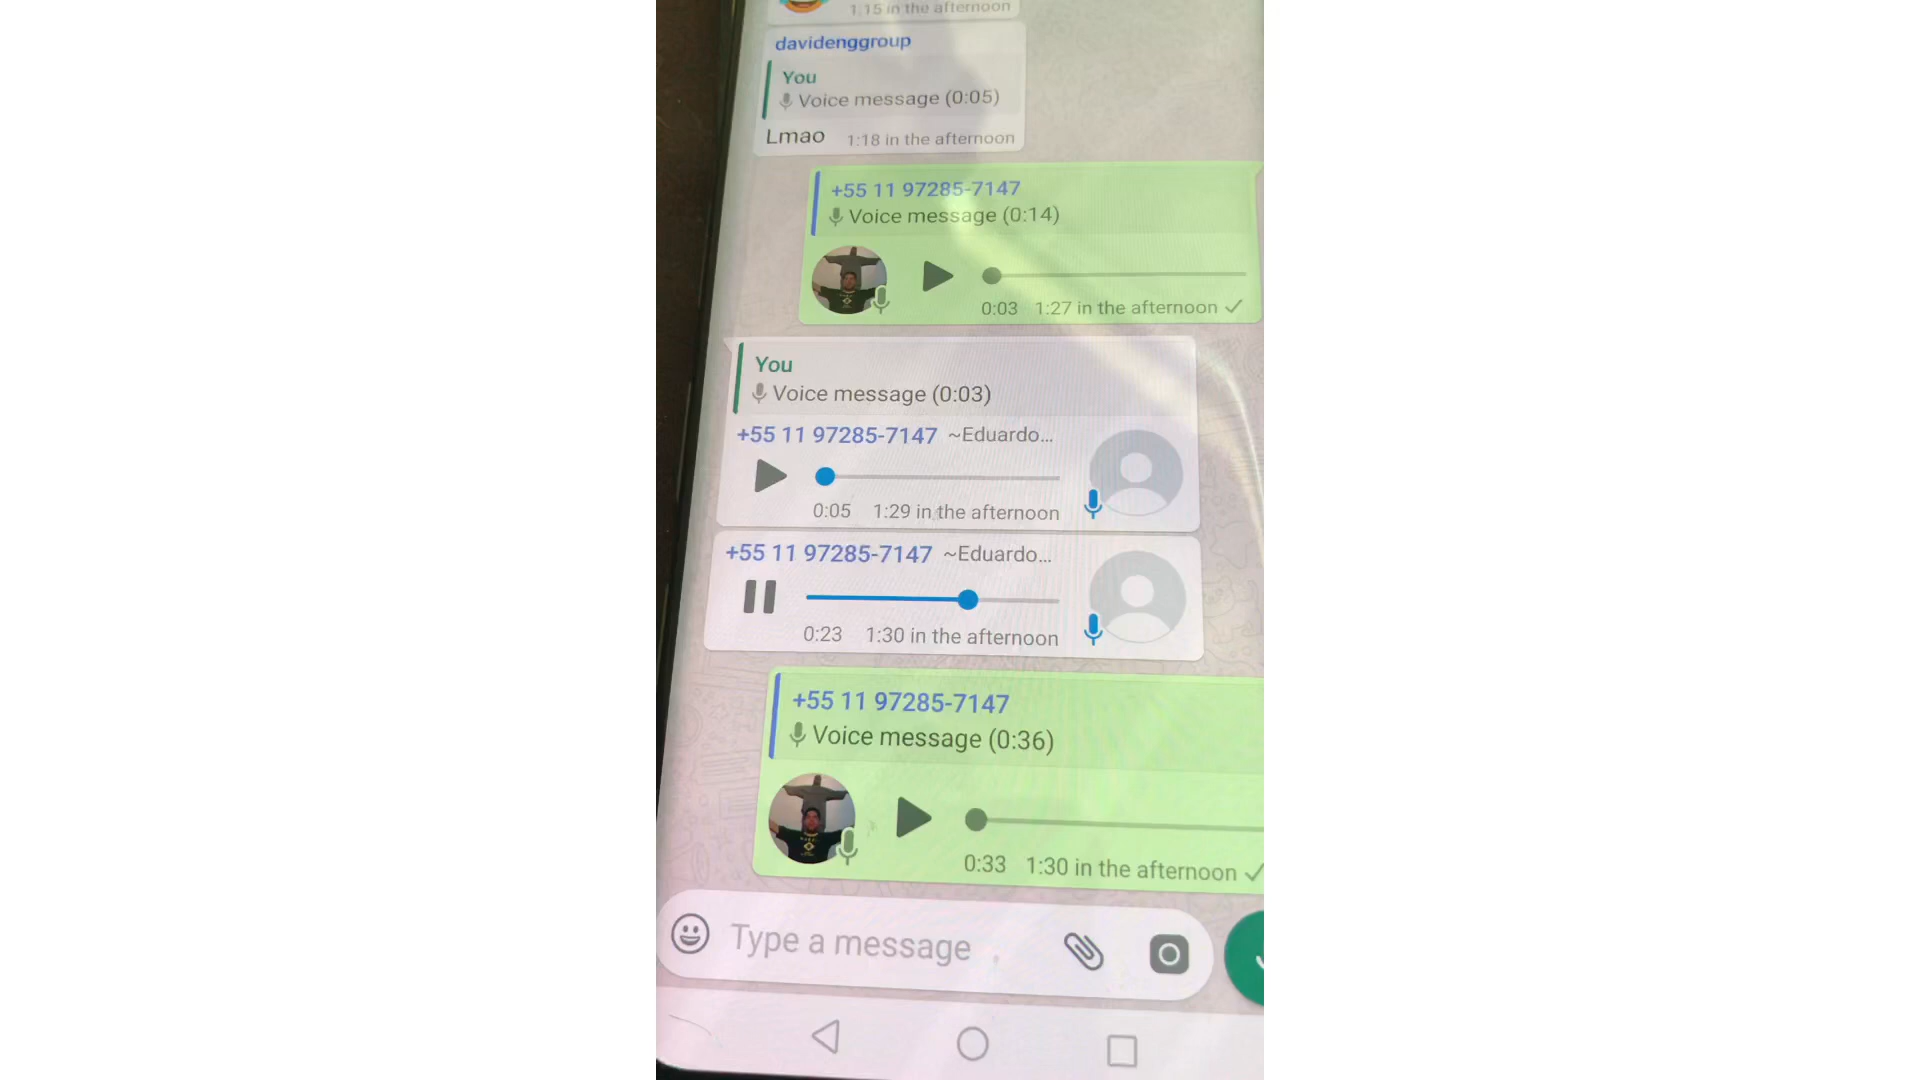 1:15 in the afternoon
davidenggroup
You
Voice message (0:05)
Lmao 1:18 in the afternoon
+55 11 97285-7147
Voice message (0:14)
0:03 1:27 in the afternoon
You
Voice message (0:03)
+55 11 97285-7147 ~Eduardo...
0:05 1:29 in the afternoon
+55 11 97285-7147 ~Eduardo...
0:23 1:30 in the afternoon
+55 11 97285-7147
Voice message (0:36)
0:33 1:30 in the afternoon
Type a message